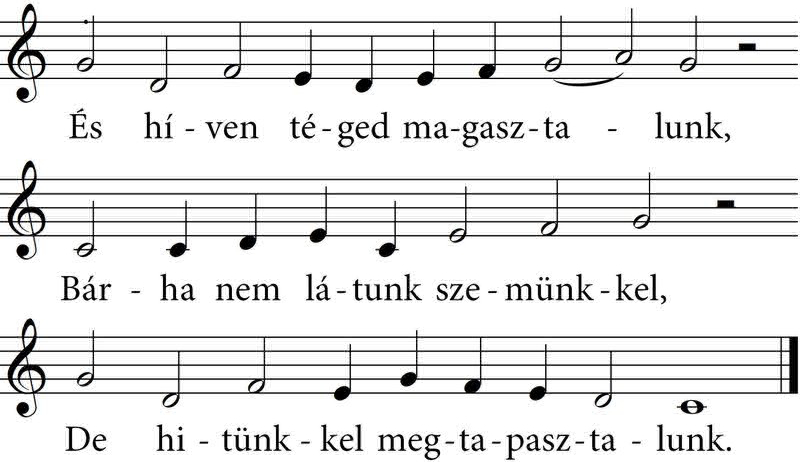 És hí - ven té - ged ma - gasz - ta - lunk,
Bár - ha nem lá - tunk sze - münk - kel,
De hi - tünk - kel meg - ta - pasz - ta - lunk.